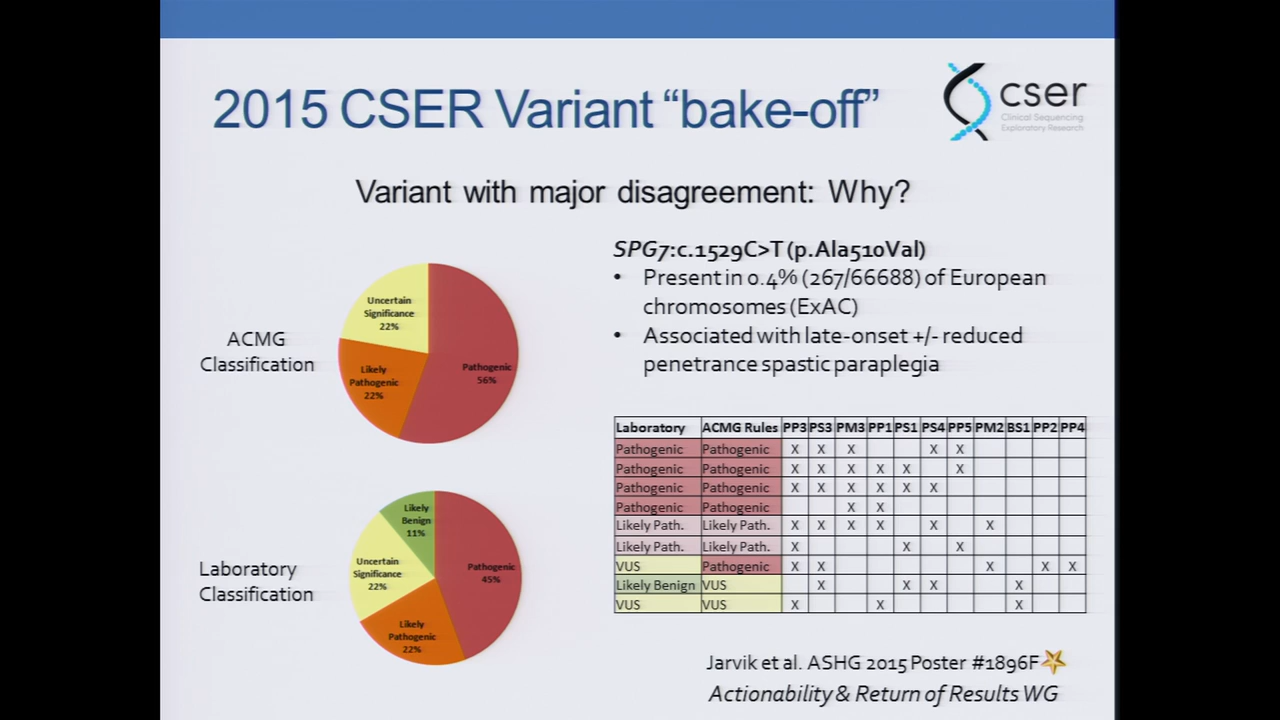 2015 CSER Variant “bake-off”
cser
Clinical Sequencing
Exploratory Research
Variant with major disagreement: Why?
ACMG
Classification
Uncertain
Significance
22%
Likely
Pathogenic
22%
Pathogenic
56%
Laboratory
Classification
Likely
Benign
11%
Uncertain
Significance
22%
Likely
Pathogenic
22%
Pathogenic
45%
SPG7:c.1529C>T (p.Ala510Val)
• Present in 0.4% (267/66688) of European
chromosomes (ExAC)
• Associated with late-onset +/- reduced
penetrance spastic paraplegia
Laboratory ACMG Rules PP3 PS3 PM3 PP1 PS1 PS4 PP5 PM2 BS1 PP2 PP4
Pathogenic Pathogenic X X X X X
Pathogenic Pathogenic X X X X X X
Pathogenic Pathogenic X X X X X X
Pathogenic Pathogenic X X
Likely Path. Likely Path. X X X X X X
Likely Path. Likely Path. X X X
VUS Pathogenic X X X X X
Likely Benign VUS X X X X
VUS VUS X X X
Jarvik et al. ASHG 2015 Poster #1896F
Actionability & Return of Results WG